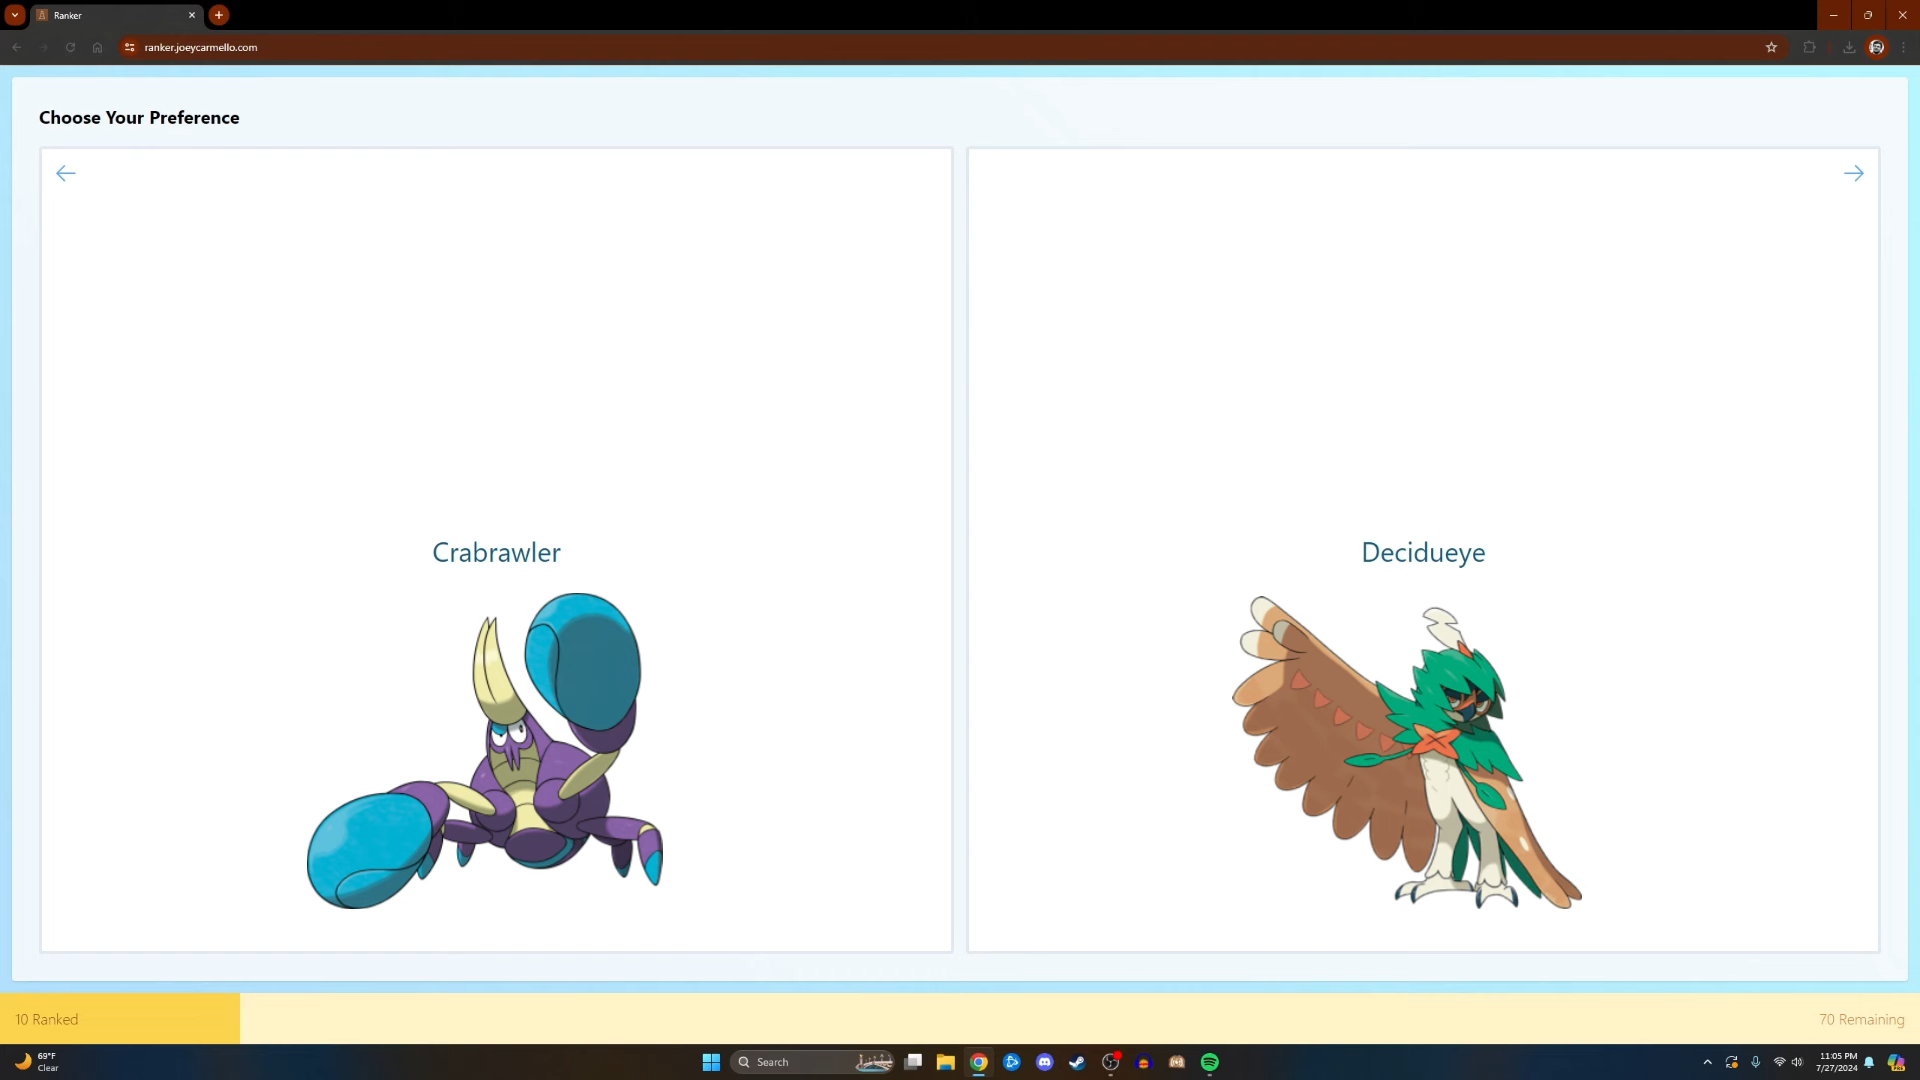 Ranker
ranker.joeycarmello.com
Choose Your Preference
Crabrawler
Decidueye
10 Ranked
70 Remaining
69°F
Clear
Search
11:05 PM
7/27/2024